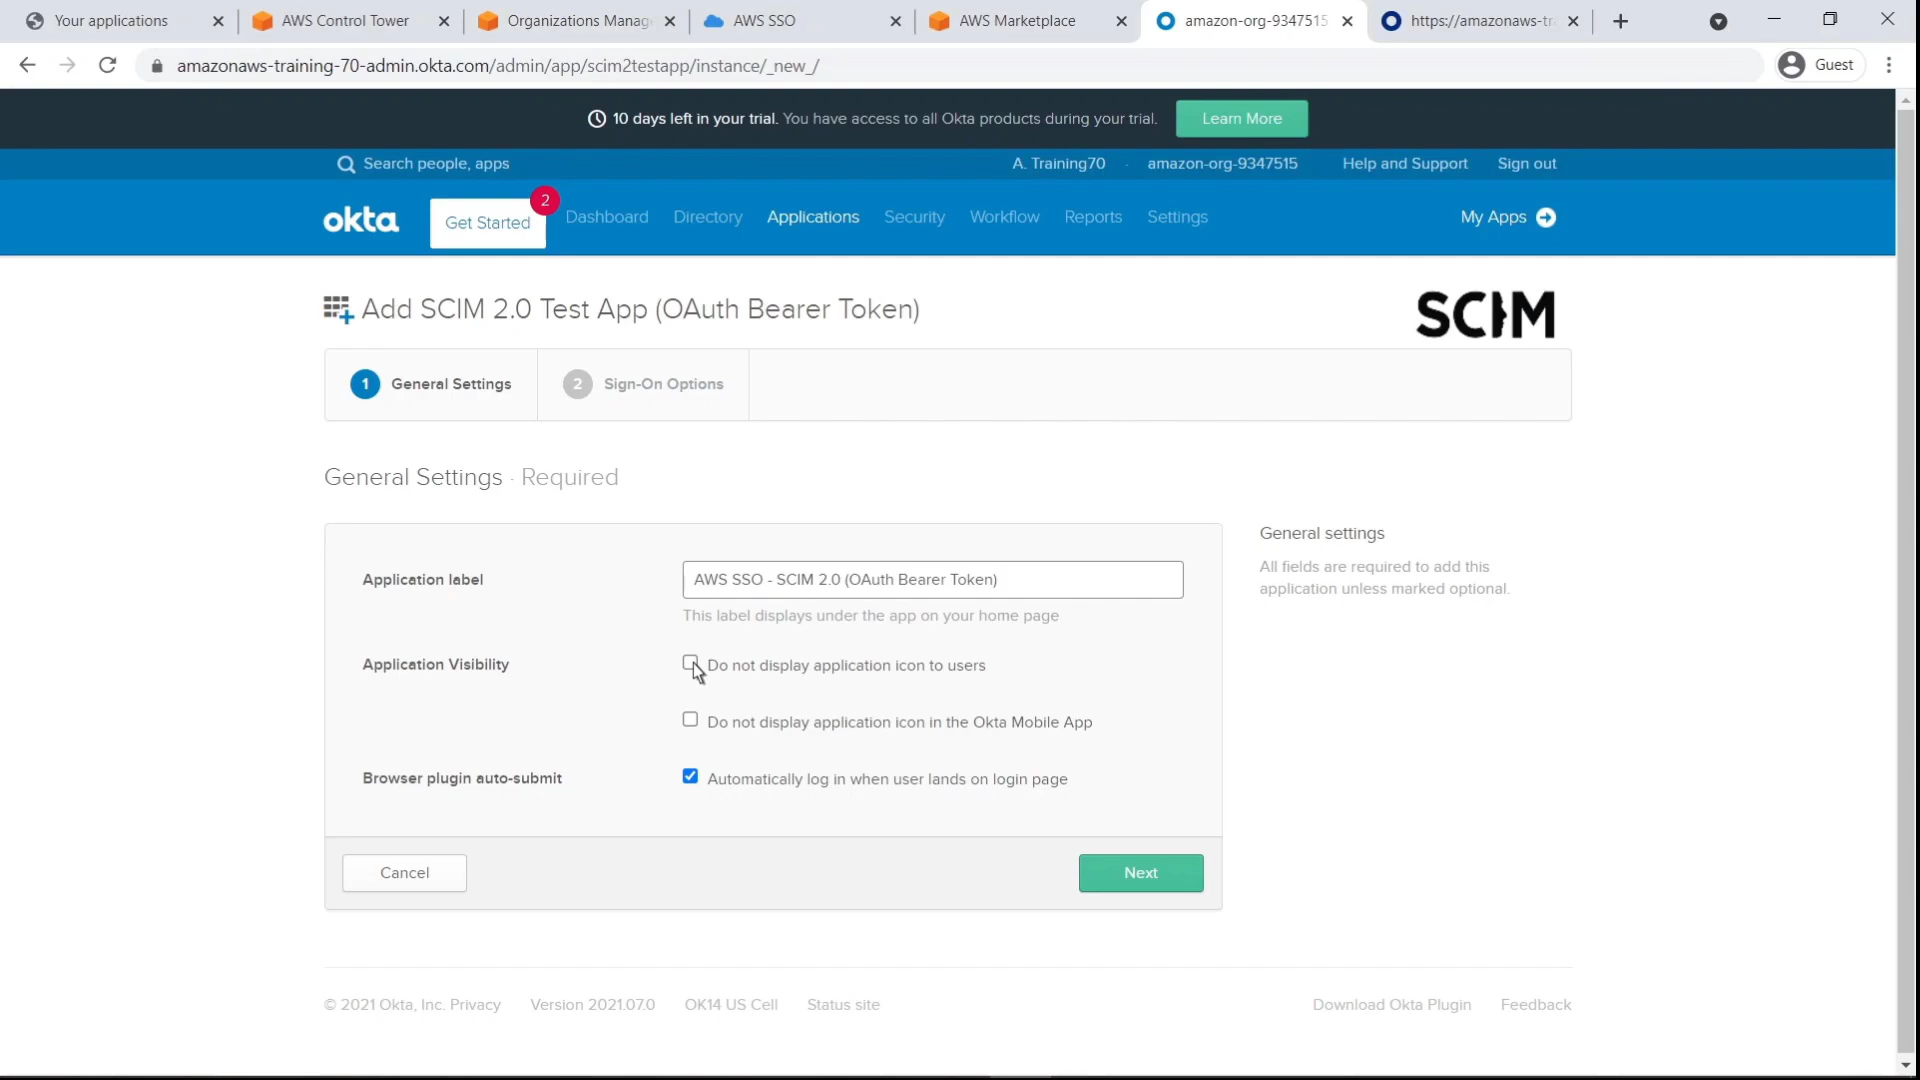 Your applications
AWS Control Tower
Organizations Manag
AWS SSO
AWS Marketplace
amazon-org-9347515
https://amazonaws-tra
amazonaws-training-70-admin.okta.com/admin/app/scim2testapp/instance/_new_/
Guest
10 days left in your trial. You have access to all Okta products during your trial.
Learn More
Search people, apps
A. Training70 · amazon-org-9347515
Help and Support
Sign out
okta
Get Started
2
Dashboard
Directory
Applications
Security
Workflow
Reports
Settings
My Apps
Add SCIM 2.0 Test App (OAuth Bearer Token)
SCIM
1 General Settings
2 Sign-On Options
General Settings · Required
Application label
AWS SSO - SCIM 2.0 (OAuth Bearer Token)
This label displays under the app on your home page
Application Visibility
Do not display application icon to users
Do not display application icon in the Okta Mobile App
Browser plugin auto-submit
Automatically log in when user lands on login page
Cancel
Next
General settings
All fields are required to add this
application unless marked optional.
© 2021 Okta, Inc. Privacy
Version 2021.07.0
OK14 US Cell
Status site
Download Okta Plugin
Feedback